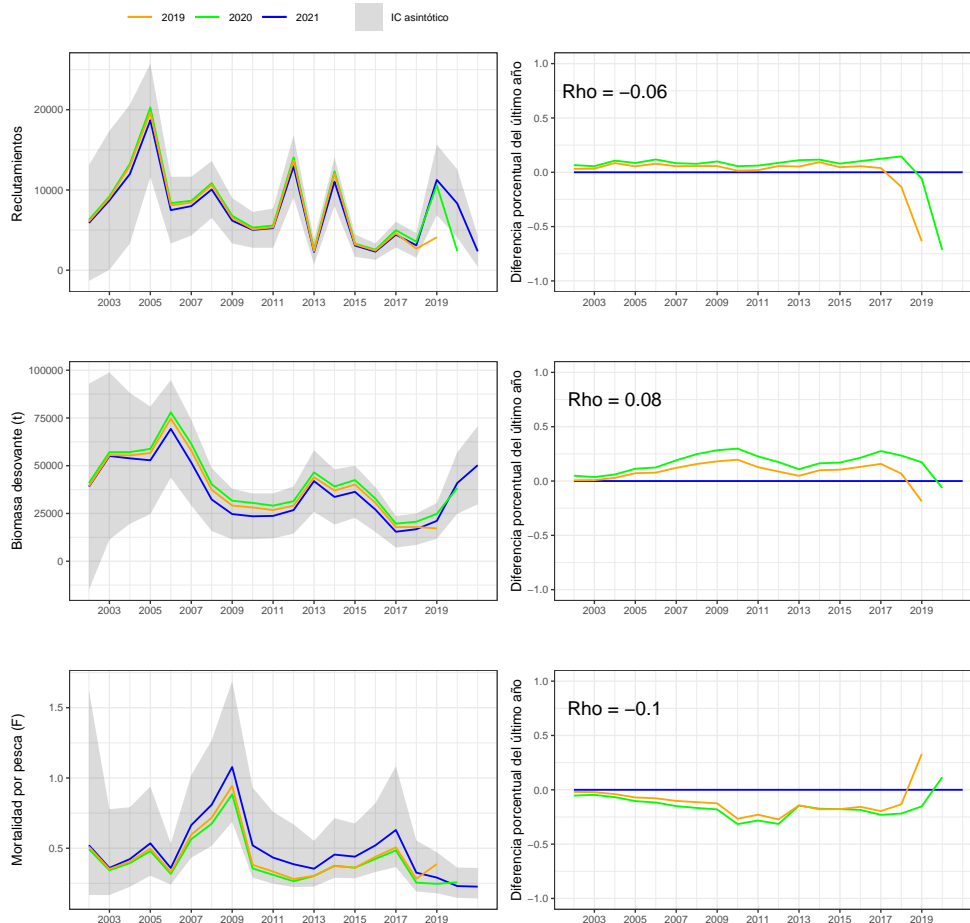 2019 2020 2021 IC asintótico
Reclutamientos
20000
10000
0
2003 2005 2007 2009 2011 2013 2015 2017 2019
Diferencia porcentual del último año
Rho = −0.06
1.0
0.5
0.0
−0.5
−1.0
2003 2005 2007 2009 2011 2013 2015 2017 2019
Biomasa desovante (t)
100000
75000
50000
25000
0
2003 2005 2007 2009 2011 2013 2015 2017 2019
Diferencia porcentual del último año
Rho = 0.08
1.0
0.5
0.0
−0.5
−1.0
2003 2005 2007 2009 2011 2013 2015 2017 2019
Mortalidad por pesca (F)
1.5
1.0
0.5
2003 2005 2007 2009 2011 2013 2015 2017 2019
Diferencia porcentual del último año
Rho = −0.1
1.0
0.5
0.0
−0.5
−1.0
2003 2005 2007 2009 2011 2013 2015 2017 2019